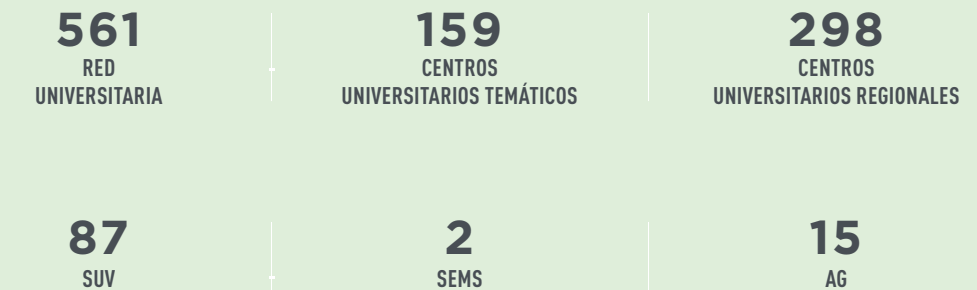 561
RED
UNIVERSITARIA
159
CENTROS
UNIVERSITARIOS TEMÁTICOS
298
CENTROS
UNIVERSITARIOS REGIONALES
87
SUV
2
SEMS
15
AG